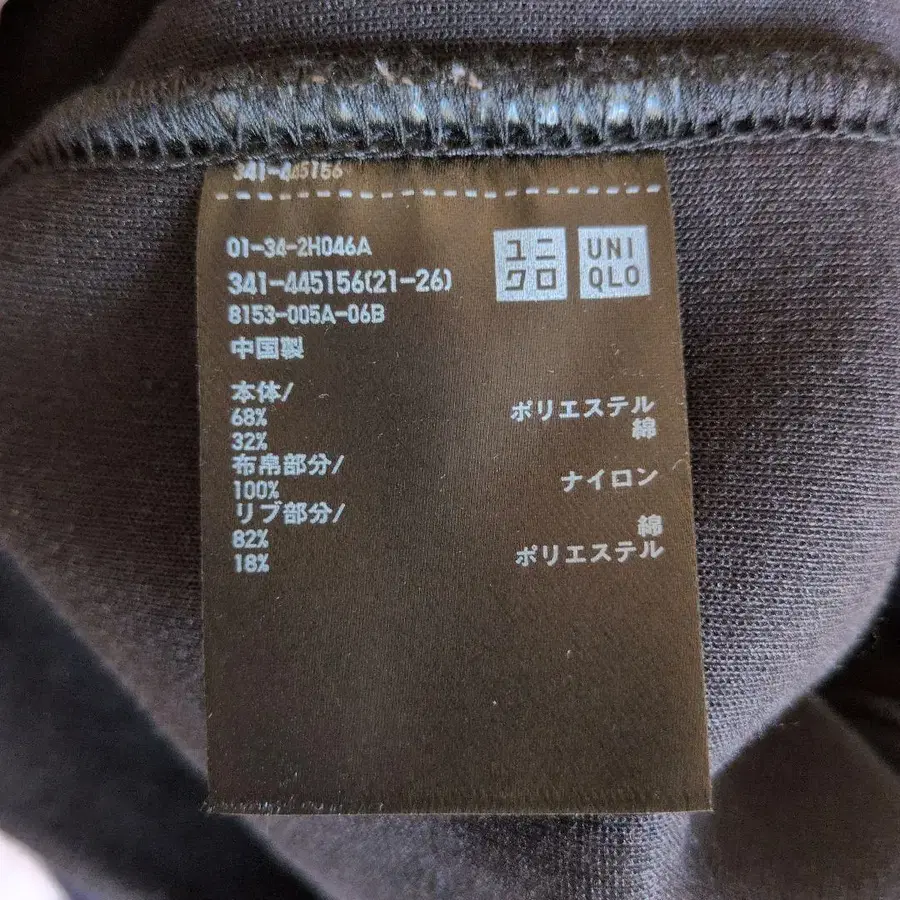 341-445156
01-34-2H046A
341-445156(21-26)
8153-005A-06B
中国製
ユニクロ
UNIQLO
本体/
68% ポリエステル
32% 綿
布帛部分/
100% ナイロン
リブ部分/
82% 綿
18% ポリエステル